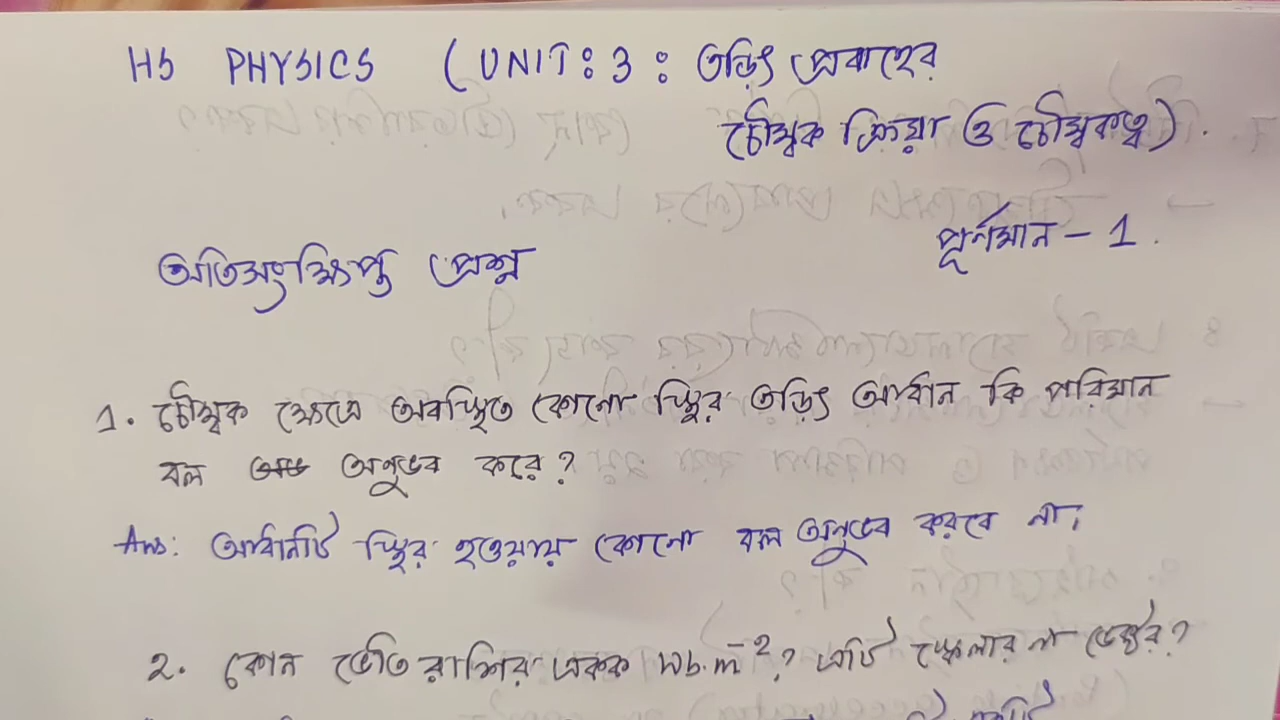 HS PHYSICS (UNIT: 3 : তড়িৎ প্রবাহের
চৌম্বক ক্রিয়া ও চৌম্বকত্ব).
পূর্ণমান - 1.
অতিসংক্ষিপ্ত প্রশ্ন
1. চৌম্বক ক্ষেত্রে অবস্থিত কোনো স্থির তড়িৎ আধান কি পরিমান
বল অনুভব করে?
Ans: আধানটি স্থির হওয়ায় কোনো বল অনুভব করবে না।
২. কোন ভৌত রাশির একক Wb.m⁻²? এটি স্কেলার না ভেক্টর?